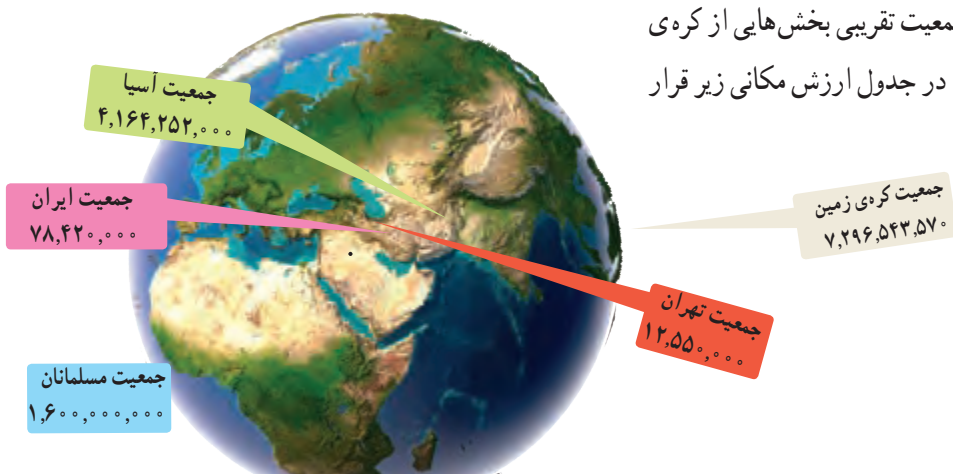 معیت تقریبی بخش‌هایی از کره‌ی
در جدول ارزش مکانی زیر قرار
جمعیت آسیا
۴,۱۶۴,۲۵۲,۰۰۰
جمعیت ایران
۷۸,۴۲۰,۰۰۰
جمعیت کره‌ی زمین
۷,۲۹۶,۵۴۳,۵۷۰
جمعیت تهران
۱۲,۵۵۰,۰۰۰
جمعیت مسلمانان
۱,۶۰۰,۰۰۰,۰۰۰